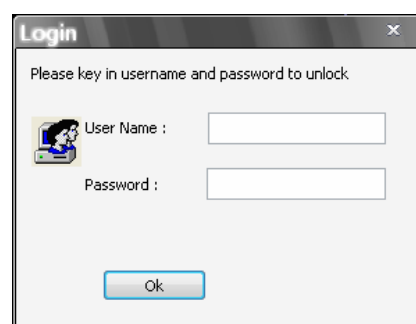 Login
Please key in username and password to unlock
User Name :
Password :
Ok